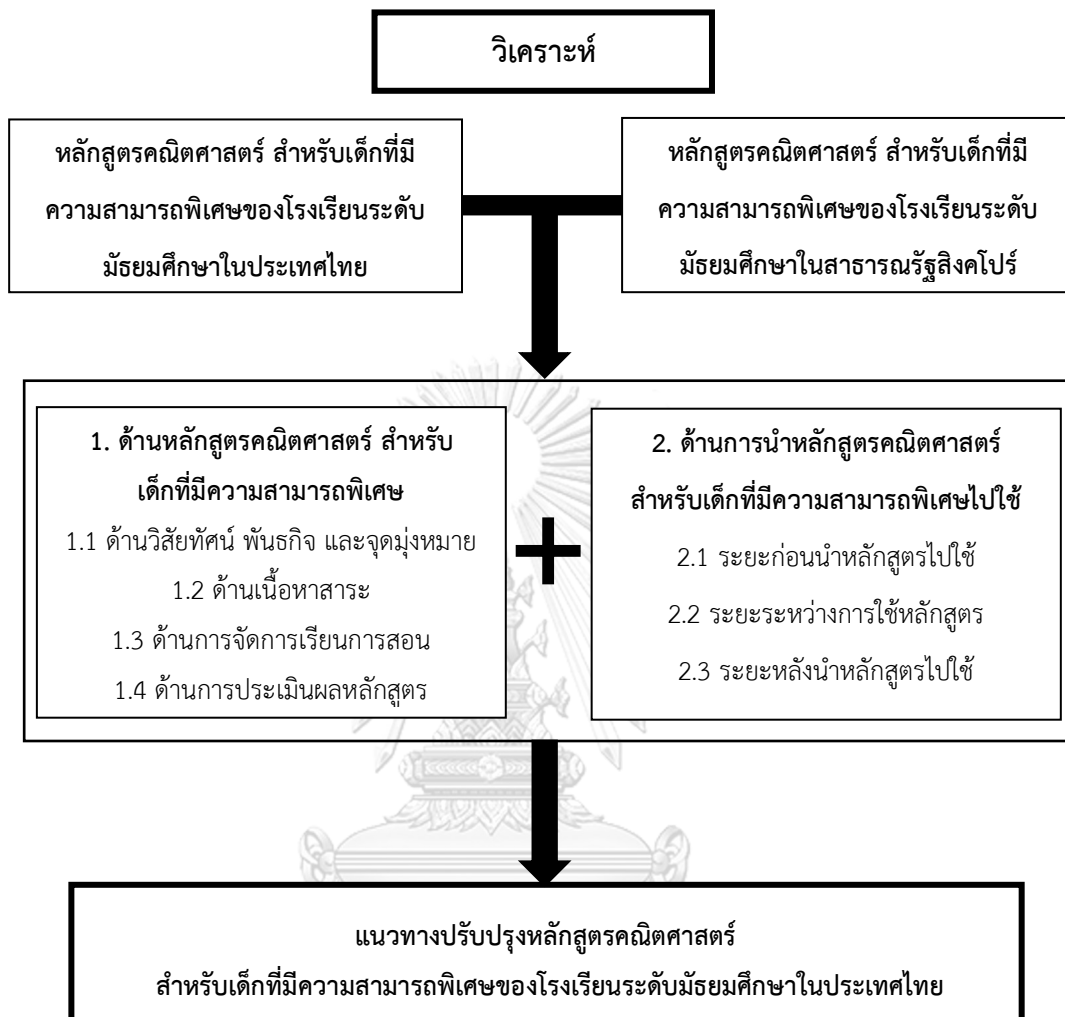 วิเคราะห์
หลักสูตรคณิตศาสตร์ สำหรับเด็กที่มี
ความสามารถพิเศษของโรงเรียนระดับ
มัธยมศึกษาในประเทศไทย
หลักสูตรคณิตศาสตร์ สำหรับเด็กที่มี
ความสามารถพิเศษของโรงเรียนระดับ
มัธยมศึกษาในสาธารณรัฐสิงคโปร์
1. ด้านหลักสูตรคณิตศาสตร์ สำหรับ
เด็กที่มีความสามารถพิเศษ
1.1 ด้านวิสัยทัศน์ พันธกิจ และจุดมุ่งหมาย
1.2 ด้านเนื้อหาสาระ
1.3 ด้านการจัดการเรียนการสอน
1.4 ด้านการประเมินผลหลักสูตร
2. ด้านการนำหลักสูตรคณิตศาสตร์
สำหรับเด็กที่มีความสามารถพิเศษไปใช้
2.1 ระยะก่อนนำหลักสูตรไปใช้
2.2 ระยะระหว่างการใช้หลักสูตร
2.3 ระยะหลังนำหลักสูตรไปใช้
แนวทางปรับปรุงหลักสูตรคณิตศาสตร์
สำหรับเด็กที่มีความสามารถพิเศษของโรงเรียนระดับมัธยมศึกษาในประเทศไทย